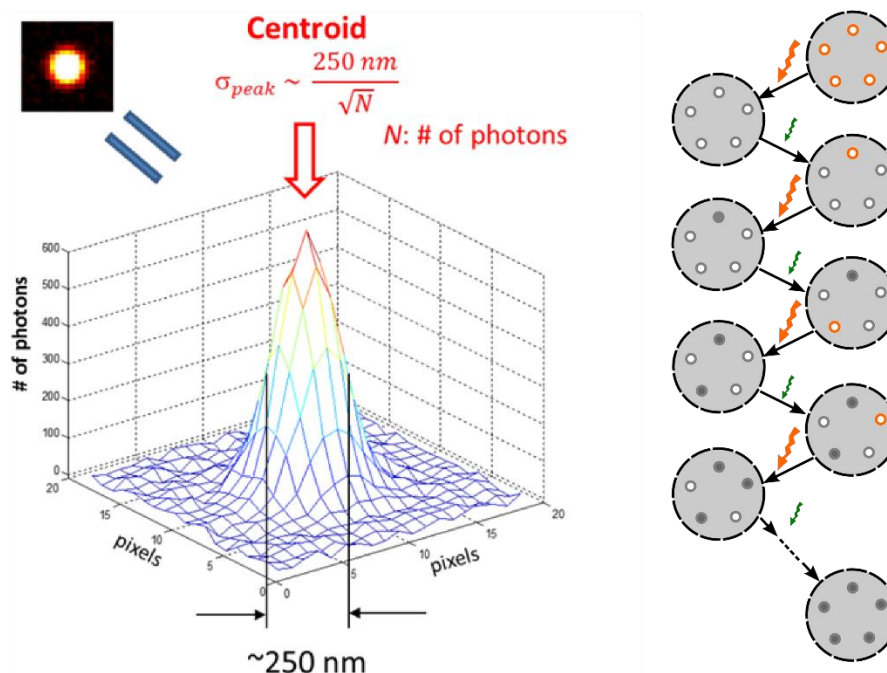 Centroid
σpeak ~ 250 nm / √N
N: # of photons
# of photons
600
500
400
300
200
100
0
20
15
10
5
0
pixels
0
5
10
15
20
pixels
~250 nm